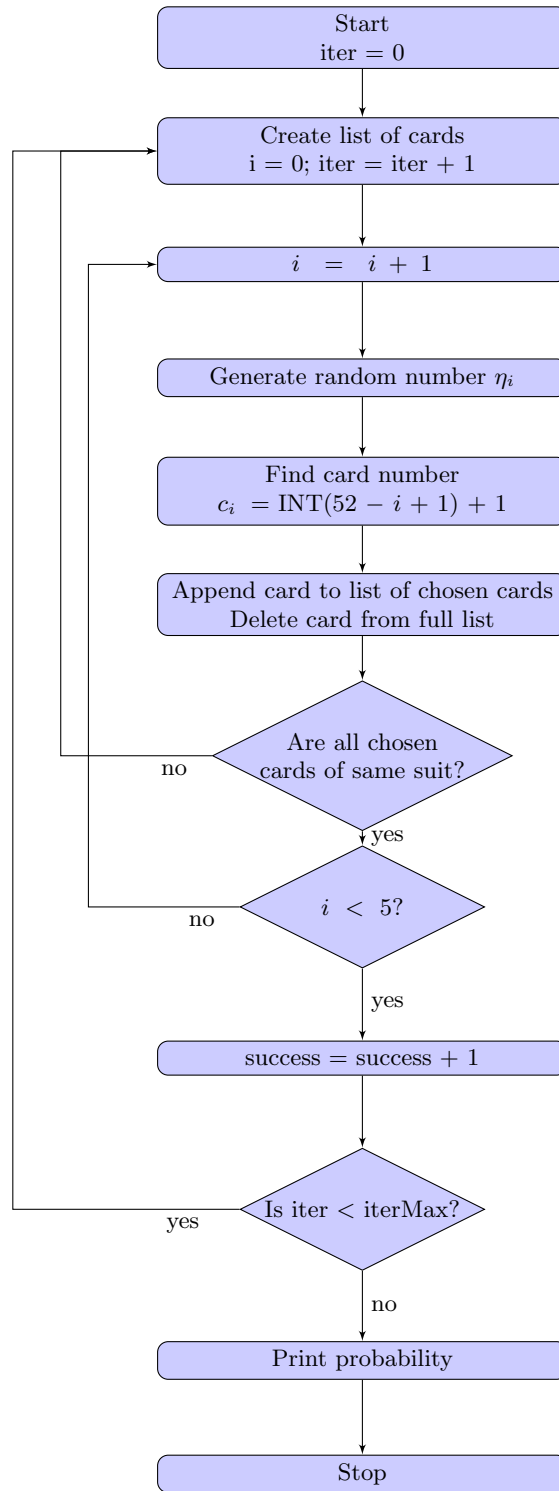 Start
iter = 0
Create list of cards
i = 0; iter = iter + 1
i = i + 1
Generate random number ηi
Find card number
ci = INT(52 − i + 1) + 1
Append card to list of chosen cards
Delete card from full list
Are all chosen
cards of same suit?
no
yes
i < 5?
no
yes
success = success + 1
Is iter < iterMax?
yes
no
Print probability
Stop